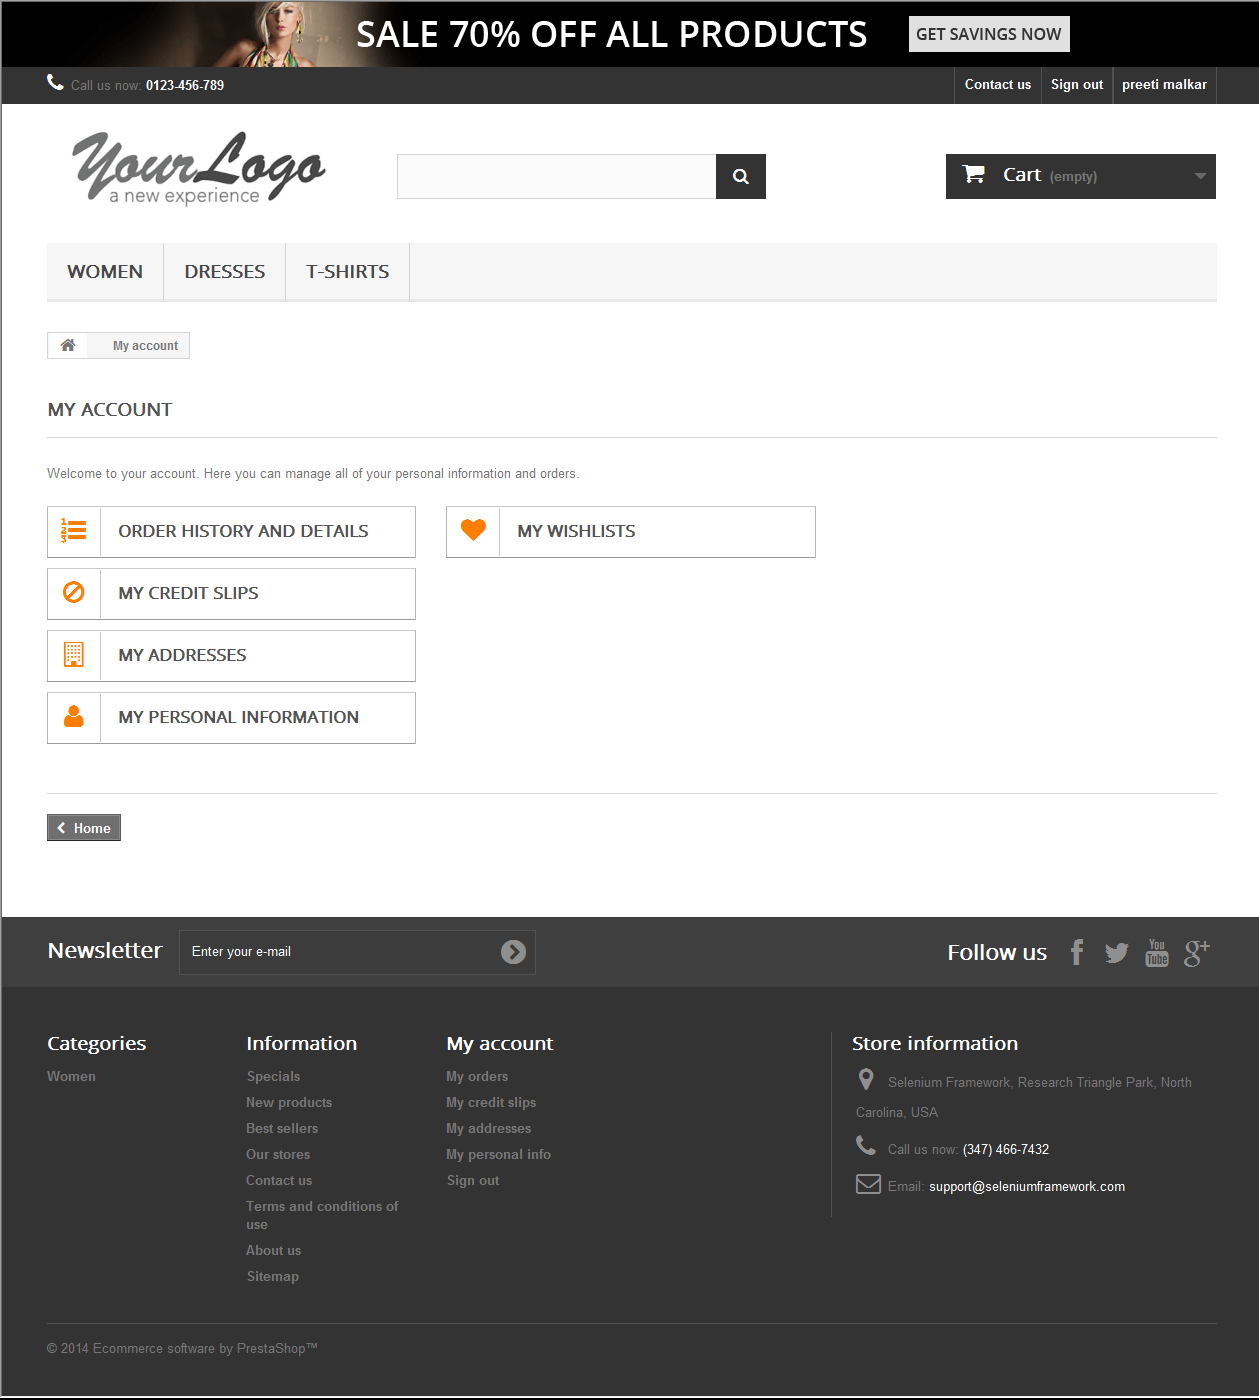 SALE 70% OFF ALL PRODUCTS GET SAVINGS NOW
Call us now: 0123-456-789 Contact us Sign out preeti malkar
YourLogo
a new experience
Cart (empty)
WOMEN DRESSES T-SHIRTS
My account
MY ACCOUNT
Welcome to your account. Here you can manage all of your personal information and orders.
1
2
3
ORDER HISTORY AND DETAILS
MY WISHLISTS
MY CREDIT SLIPS
MY ADDRESSES
MY PERSONAL INFORMATION
Home
Newsletter Enter your e-mail
Follow us
You
Tube
g+
Categories
Women
Information
Specials
New products
Best sellers
Our stores
Contact us
Terms and conditions of
use
About us
Sitemap
My account
My orders
My credit slips
My addresses
My personal info
Sign out
Store information
Selenium Framework, Research Triangle Park, North
Carolina, USA
Call us now: (347) 466-7432
Email: support@seleniumframework.com
© 2014 Ecommerce software by PrestaShop™